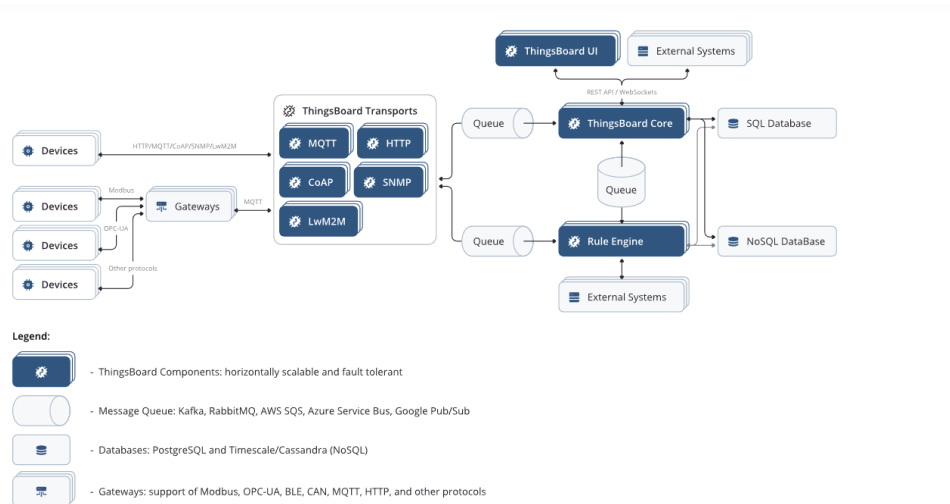 ThingsBoard UI
External Systems
REST API / WebSockets
ThingsBoard Transports
Queue
ThingsBoard Core
SQL Database
Devices
HTTP/MQTT/CoAP/SNMP/LwM2M
MQTT
HTTP
CoAP
SNMP
Queue
Devices
Modbus
Gateways
MQTT
LwM2M
OPC-UA
Devices
Queue
Rule Engine
NoSQL DataBase
Other protocols
Devices
External Systems
Legend:
- ThingsBoard Components: horizontally scalable and fault tolerant
- Message Queue: Kafka, RabbitMQ, AWS SQS, Azure Service Bus, Google Pub/Sub
- Databases: PostgreSQL and Timescale/Cassandra (NoSQL)
- Gateways: support of Modbus, OPC-UA, BLE, CAN, MQTT, HTTP, and other protocols